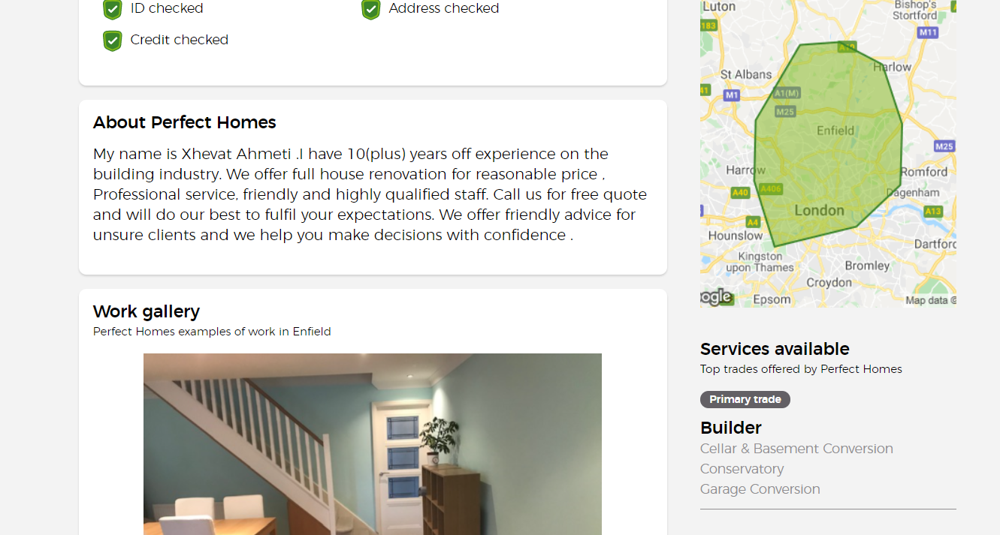 ID checked
Address checked
Credit checked
About Perfect Homes
My name is Xhevat Ahmeti .I have 10(plus) years off experience on the
building industry. We offer full house renovation for reasonable price ,
Professional service, friendly and highly qualified staff. Call us for free quote
and will do our best to fulfil your expectations. We offer friendly advice for
unsure clients and we help you make decisions with confidence .
Work gallery
Perfect Homes examples of work in Enfield
Luton
Bishop's
Stortford
183
M11
A10
Harlow
St Albans
41
M1
A1(M)
M25
Enfield
M25
Harrow
Romford
A40
A406
Dagenham
London
A13
A4
Hounslow
Dartford
Kingston
upon Thames
Bromley
Croydon
ogle
Epsom
Map data ©
Services available
Top trades offered by Perfect Homes
Primary trade
Builder
Cellar & Basement Conversion
Conservatory
Garage Conversion